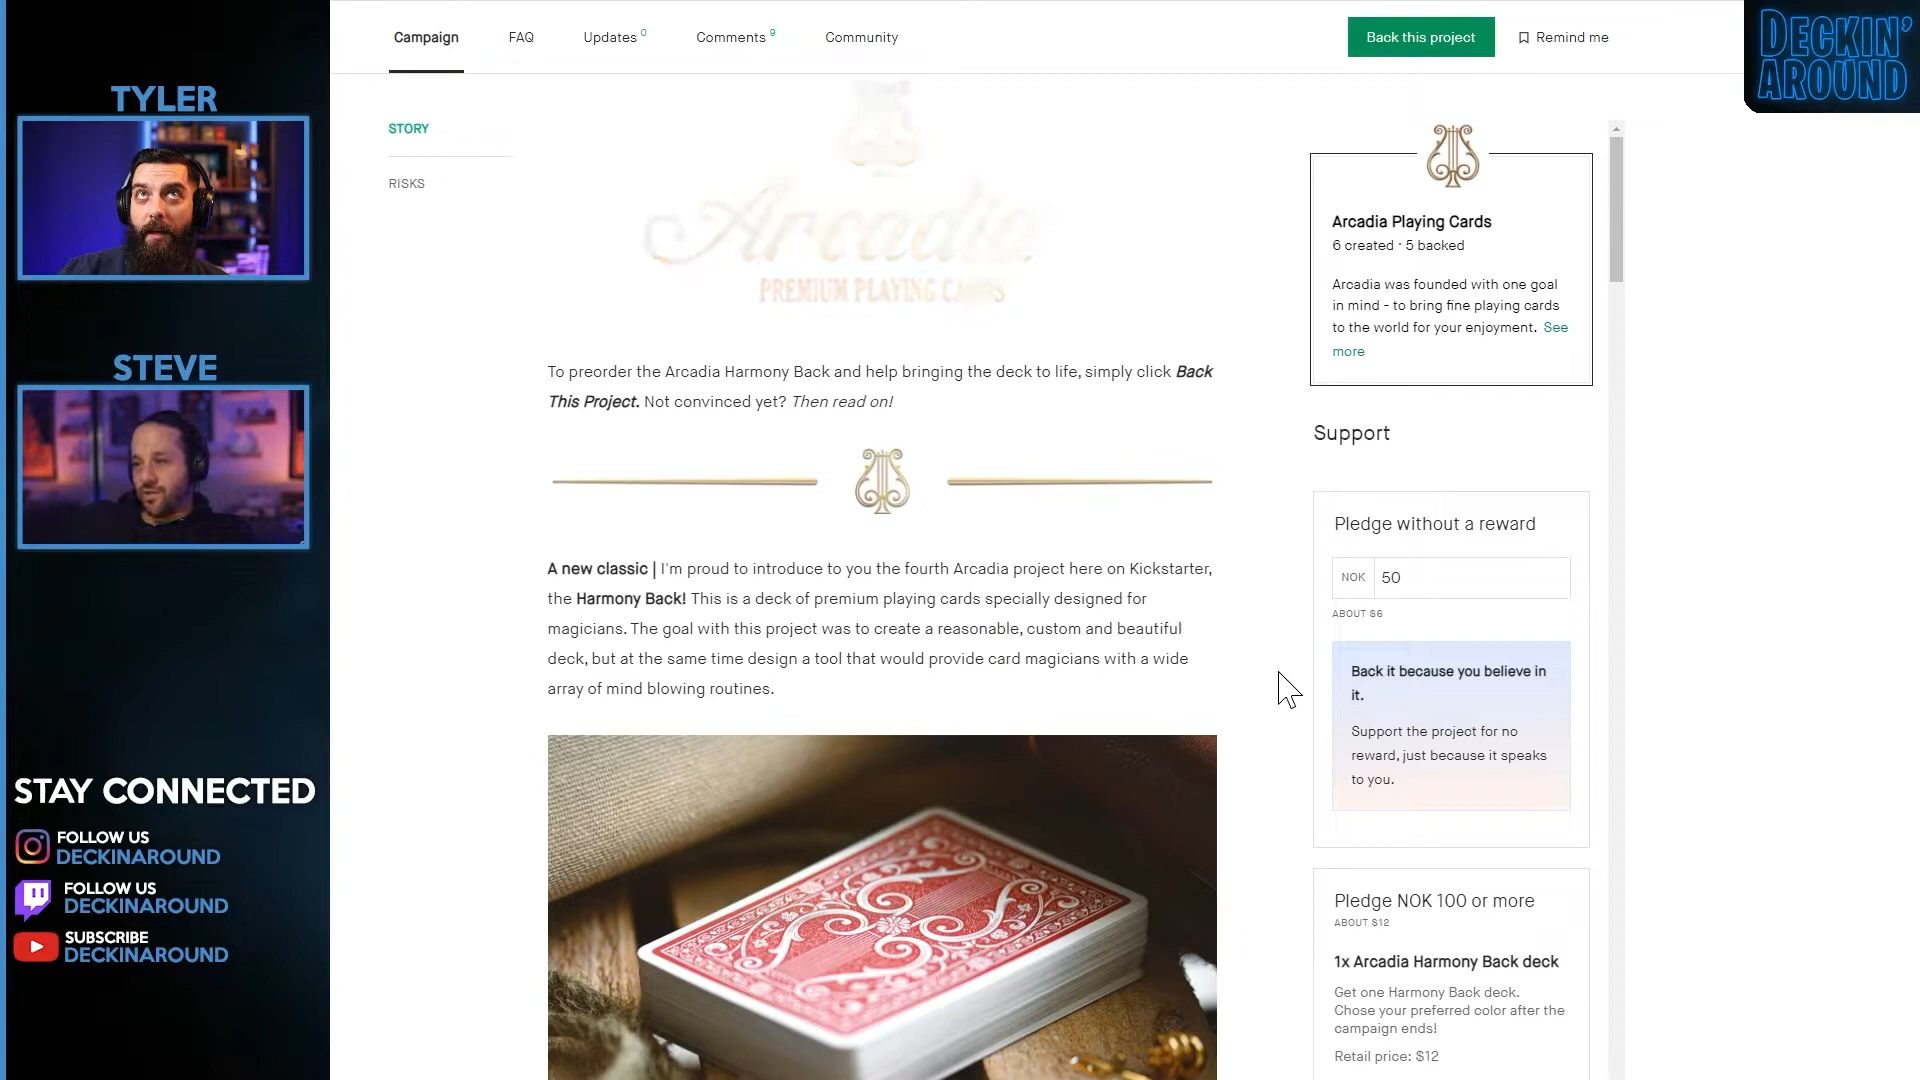 TYLER
STEVE
STAY CONNECTED
FOLLOW US
DECKINAROUND
FOLLOW US
DECKINAROUND
SUBSCRIBE
DECKINAROUND
Campaign
FAQ
Updates 0
Comments 9
Community
Back this project
Remind me
DECKIN'
AROUND
STORY
RISKS
Arcadia
PREMIUM PLAYING CARDS
To preorder the Arcadia Harmony Back and help bringing the deck to life, simply click Back
This Project. Not convinced yet? Then read on!
A new classic | I'm proud to introduce to you the fourth Arcadia project here on Kickstarter,
the Harmony Back! This is a deck of premium playing cards specially designed for
magicians. The goal with this project was to create a reasonable, custom and beautiful
deck, but at the same time design a tool that would provide card magicians with a wide
array of mind blowing routines.
Arcadia Playing Cards
6 created · 5 backed
Arcadia was founded with one goal
in mind - to bring fine playing cards
to the world for your enjoyment. See
more
Support
Pledge without a reward
NOK 50
ABOUT $6
Back it because you believe in
it.
Support the project for no
reward, just because it speaks
to you.
Pledge NOK 100 or more
ABOUT $12
1x Arcadia Harmony Back deck
Get one Harmony Back deck.
Chose your preferred color after the
campaign ends!
Retail price: $12